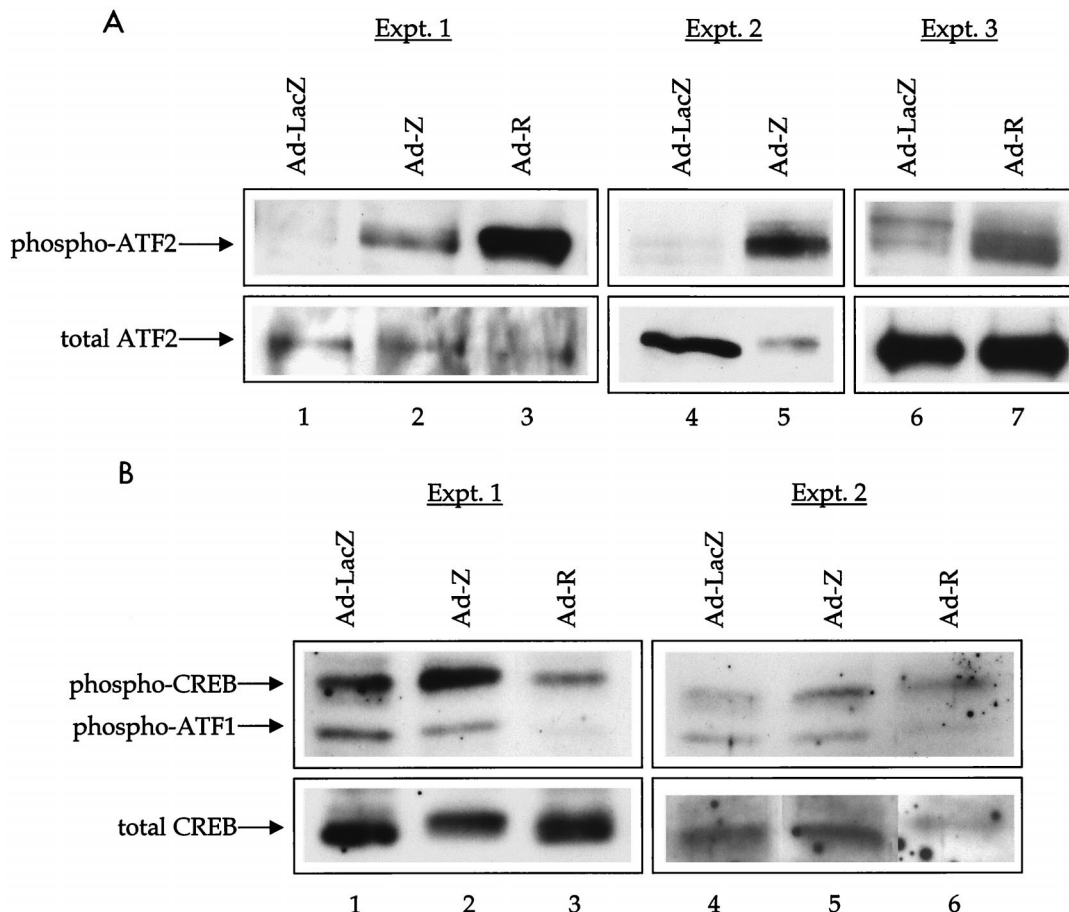 A
Expt. 1 Expt. 2 Expt. 3
Ad-LacZ Ad-Z Ad-R Ad-LacZ Ad-Z Ad-LacZ Ad-R
phospho-ATF2
total ATF2
1 2 3 4 5 6 7
B
Expt. 1 Expt. 2
Ad-LacZ Ad-Z Ad-R Ad-LacZ Ad-Z Ad-R
phospho-CREB
phospho-ATF1
total CREB
1 2 3 4 5 6